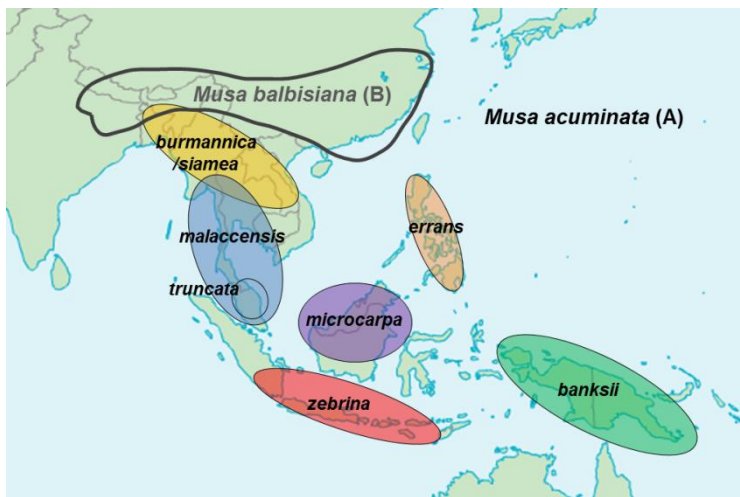 Musa balbisiana (B)
Musa acuminata (A)
burmannica
/siamea
malaccensis
errans
truncata
microcarpa
banksii
zebrina